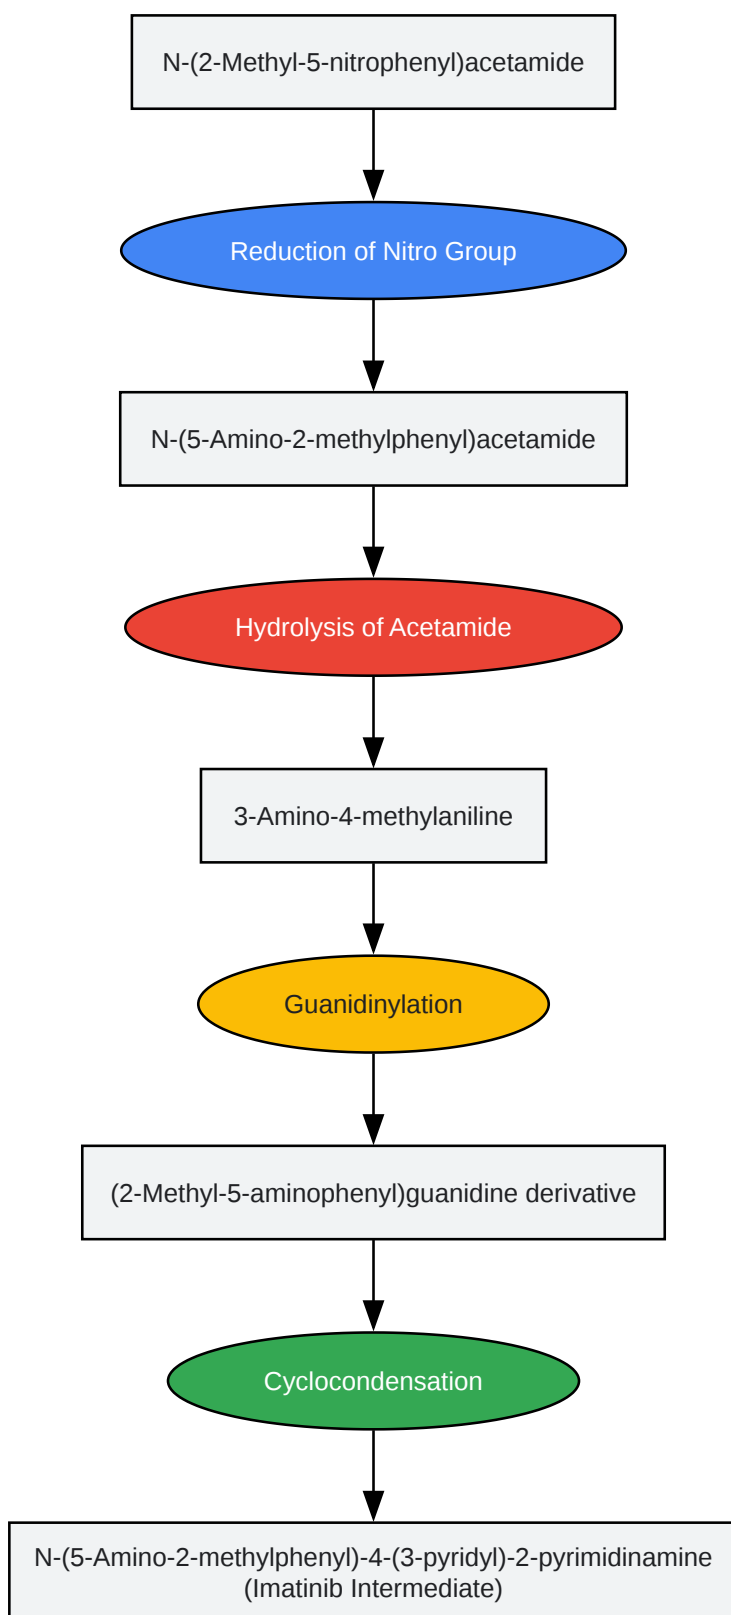 N-(2-Methyl-5-nitrophenyl)acetamide
Reduction of Nitro Group
N-(5-Amino-2-methylphenyl)acetamide
Hydrolysis of Acetamide
3-Amino-4-methylaniline
Guanidinylation
(2-Methyl-5-aminophenyl)guanidine derivative
Cyclocondensation
N-(5-Amino-2-methylphenyl)-4-(3-pyridyl)-2-pyrimidinamine
(Imatinib Intermediate)